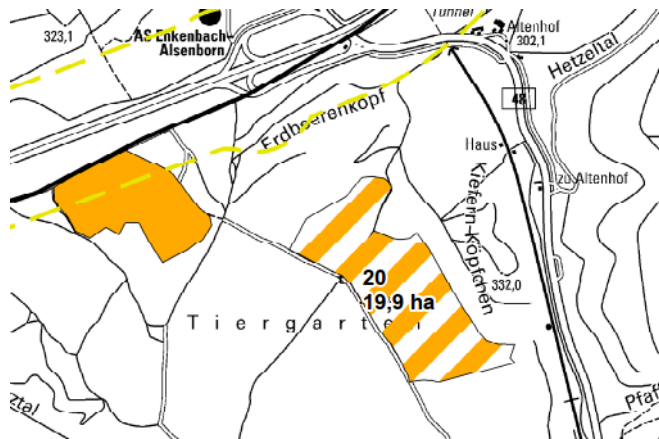 Tunnel
Altenhof
302,1
323,1
AS Enkenbach-
Alsenborn
Hetzeltal
48
Erdbeerenkopf
Haus
zu Altenhof
Kiefern-Köpfchen
20
19,9 ha
332,0
Tiergarten
ztal
Pfaff